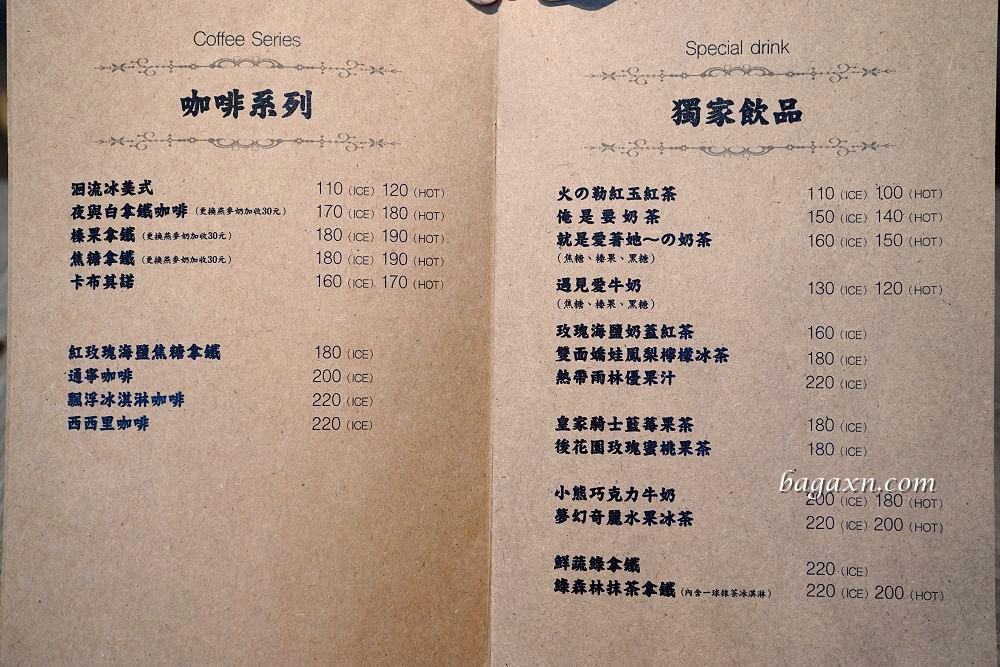 Coffee Series
咖啡系列
洄流冰美式 110 (ICE) 120 (HOT)
夜與白拿鐵咖啡 (更換燕麥奶加收30元) 170 (ICE) 180 (HOT)
榛果拿鐵 (更換燕麥奶加收30元) 180 (ICE) 190 (HOT)
焦糖拿鐵 (更換燕麥奶加收30元) 180 (ICE) 190 (HOT)
卡布其諾 160 (ICE) 170 (HOT)
紅玫瑰海鹽焦糖拿鐵 180 (ICE)
通寧咖啡 200 (ICE)
飄浮冰淇淋咖啡 220 (ICE)
西西里咖啡 220 (ICE)
Special drink
獨家飲品
火の勒紅玉紅茶 110 (ICE) 100 (HOT)
俺是要奶茶 150 (ICE) 140 (HOT)
就是愛著她～の奶茶 160 (ICE) 150 (HOT)
(焦糖、榛果、黑糖)
遇見愛牛奶 130 (ICE) 120 (HOT)
(焦糖、榛果、黑糖)
玫瑰海鹽奶蓋紅茶 160 (ICE)
雙面嬌娃鳳梨檸檬冰茶 180 (ICE)
熱帶雨林優果汁 220 (ICE)
皇家騎士藍莓果茶 180 (ICE)
後花園玫瑰蜜桃果茶 180 (ICE)
bagaxn.com
小熊巧克力牛奶 200 (ICE) 180 (HOT)
夢幻奇麗水果冰茶 220 (ICE) 200 (HOT)
鮮蔬綠拿鐵 220 (ICE)
綠森林抹茶拿鐵 (內含一球抹茶冰淇淋) 220 (ICE) 200 (HOT)